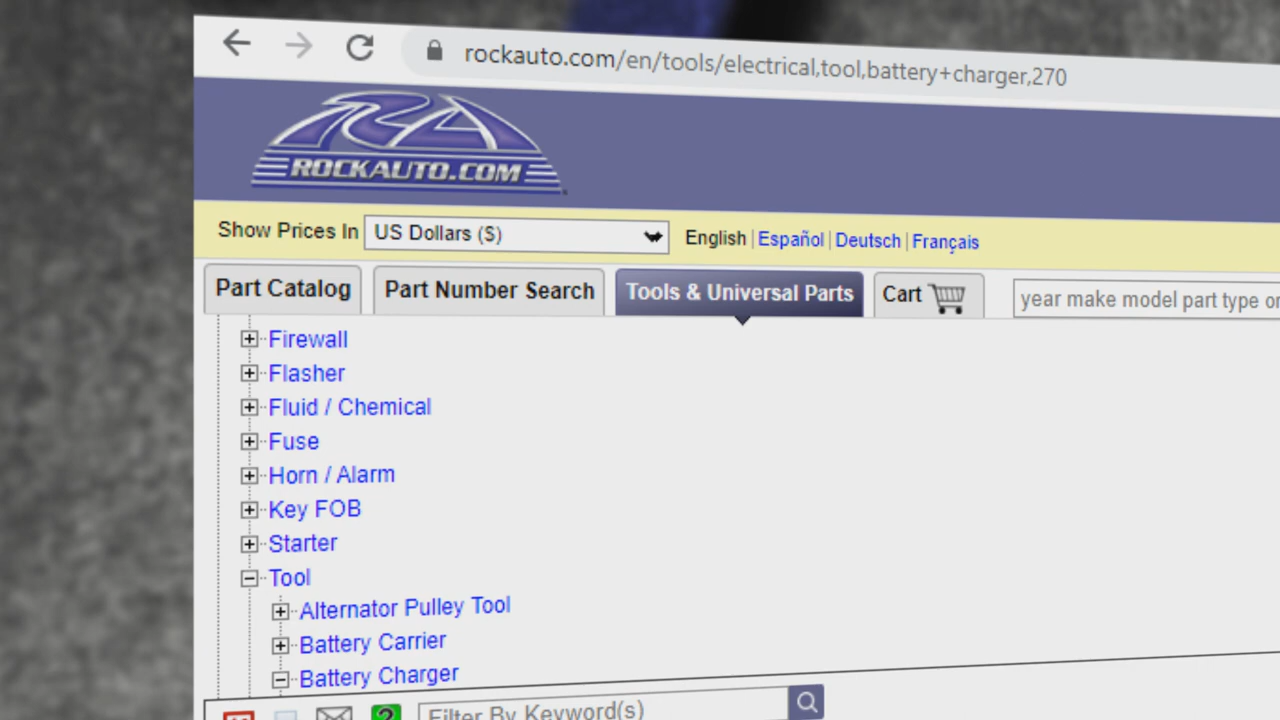 rockauto.com/en/tools/electrical,tool,battery+charger,270
RA
ROCKAUTO.COM
Show Prices In US Dollars ($) English | Español | Deutsch | Français
Part Catalog Part Number Search Tools & Universal Parts Cart year make model part type or
Firewall
Flasher
Fluid / Chemical
Fuse
Horn / Alarm
Key FOB
Starter
Tool
Alternator Pulley Tool
Battery Carrier
Battery Charger
? Filter By Keyword(s)